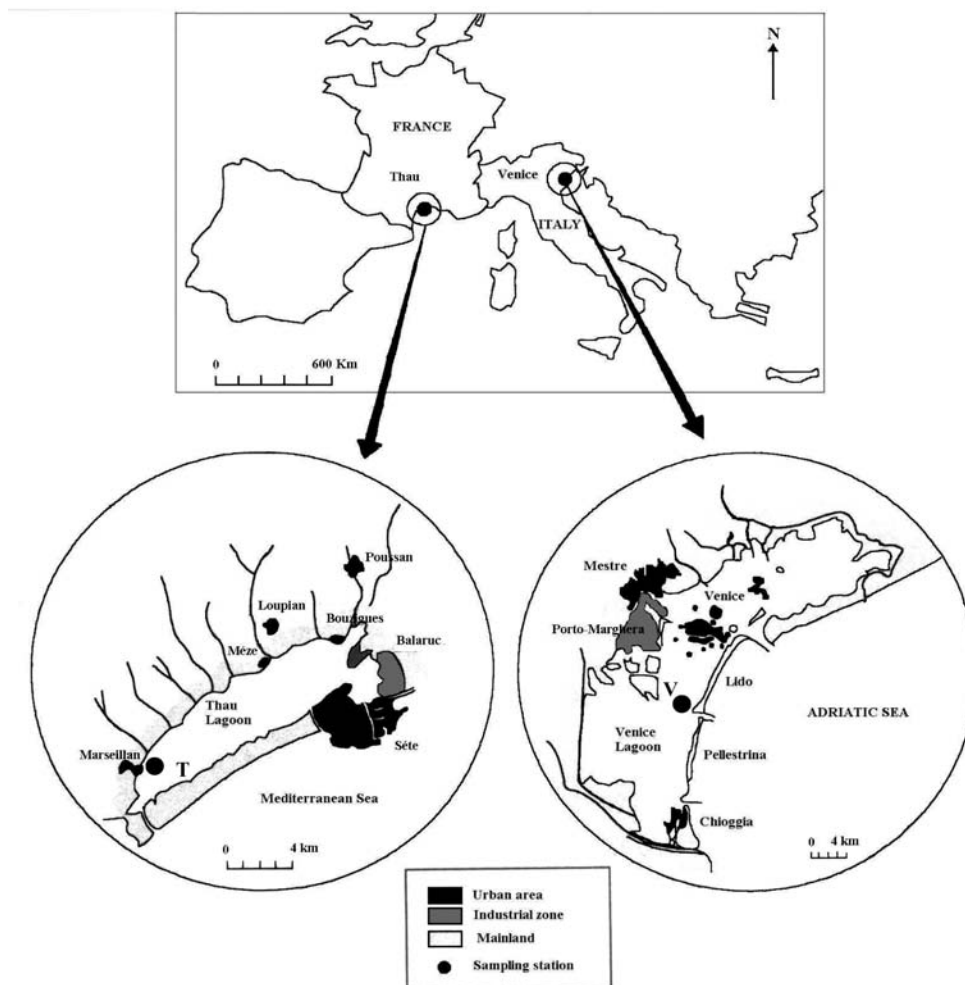 N
FRANCE
Thau
Venice
ITALY
0 600 Km
Poussan
Loupian
Bouzigues
Balaruc
Méze
Thau
Lagoon
Marseillan
T
Séte
Mediterranean Sea
0 4 km
Mestre
Venice
Porto-Marghera
Lido
V
ADRIATIC SEA
Venice
Lagoon
Pellestrina
Chioggia
0 4 km
Urban area
Industrial zone
Mainland
Sampling station